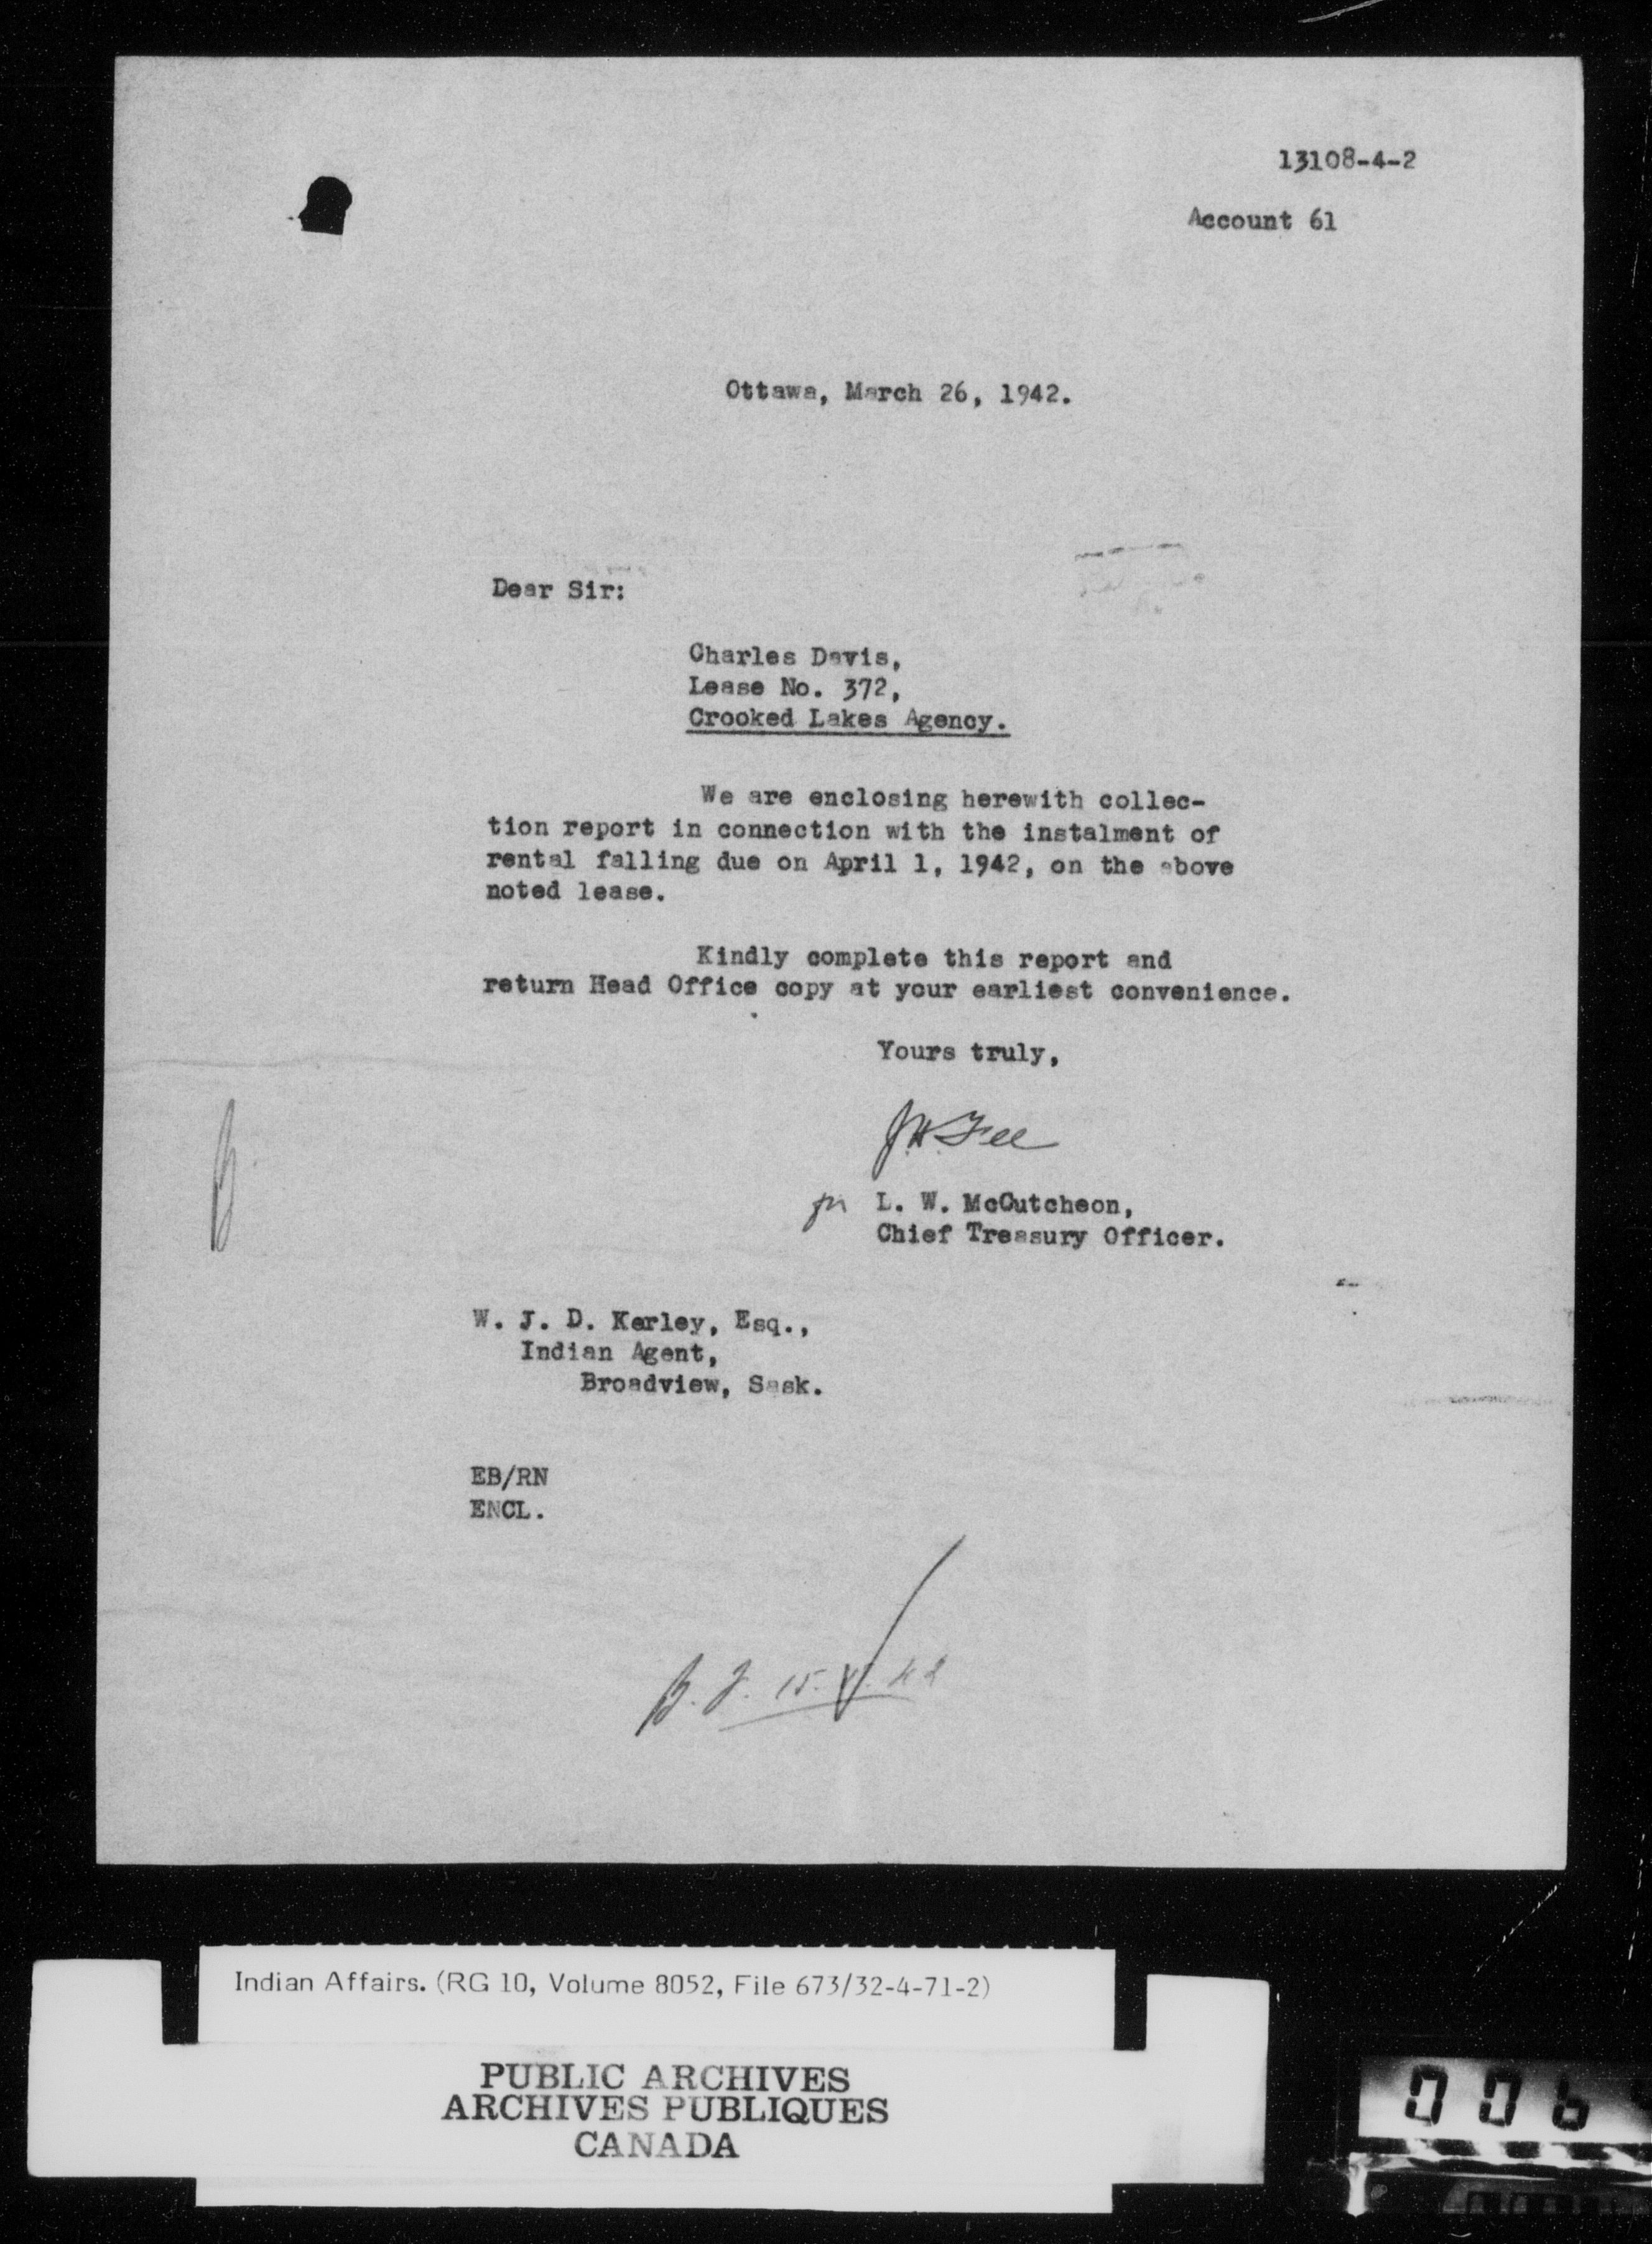 13108-4-2
Account 61
Ottawa, March 26, 1942.
Dear Sir:
Charles Davis,
Lease No. 372,
Crooked Lakes Agency.
We are enclosing herewith collec-
tion report in connection with the instalment of
rental falling due on April 1, 1942, on the above
noted lease.
Kindly complete this report and
return Head Office copy at your earliest convenience.
Yours truly,
for L. W. McCutcheon,
Chief Treasury Officer.
W. J. D. Kerley, Esq.,
Indian Agent,
Broadview, Sask.
EB/RN
ENCL.
Indian Affairs. (RG 10, Volume 8052, File 673/32-4-71-2)
PUBLIC ARCHIVES
ARCHIVES PUBLIQUES
CANADA